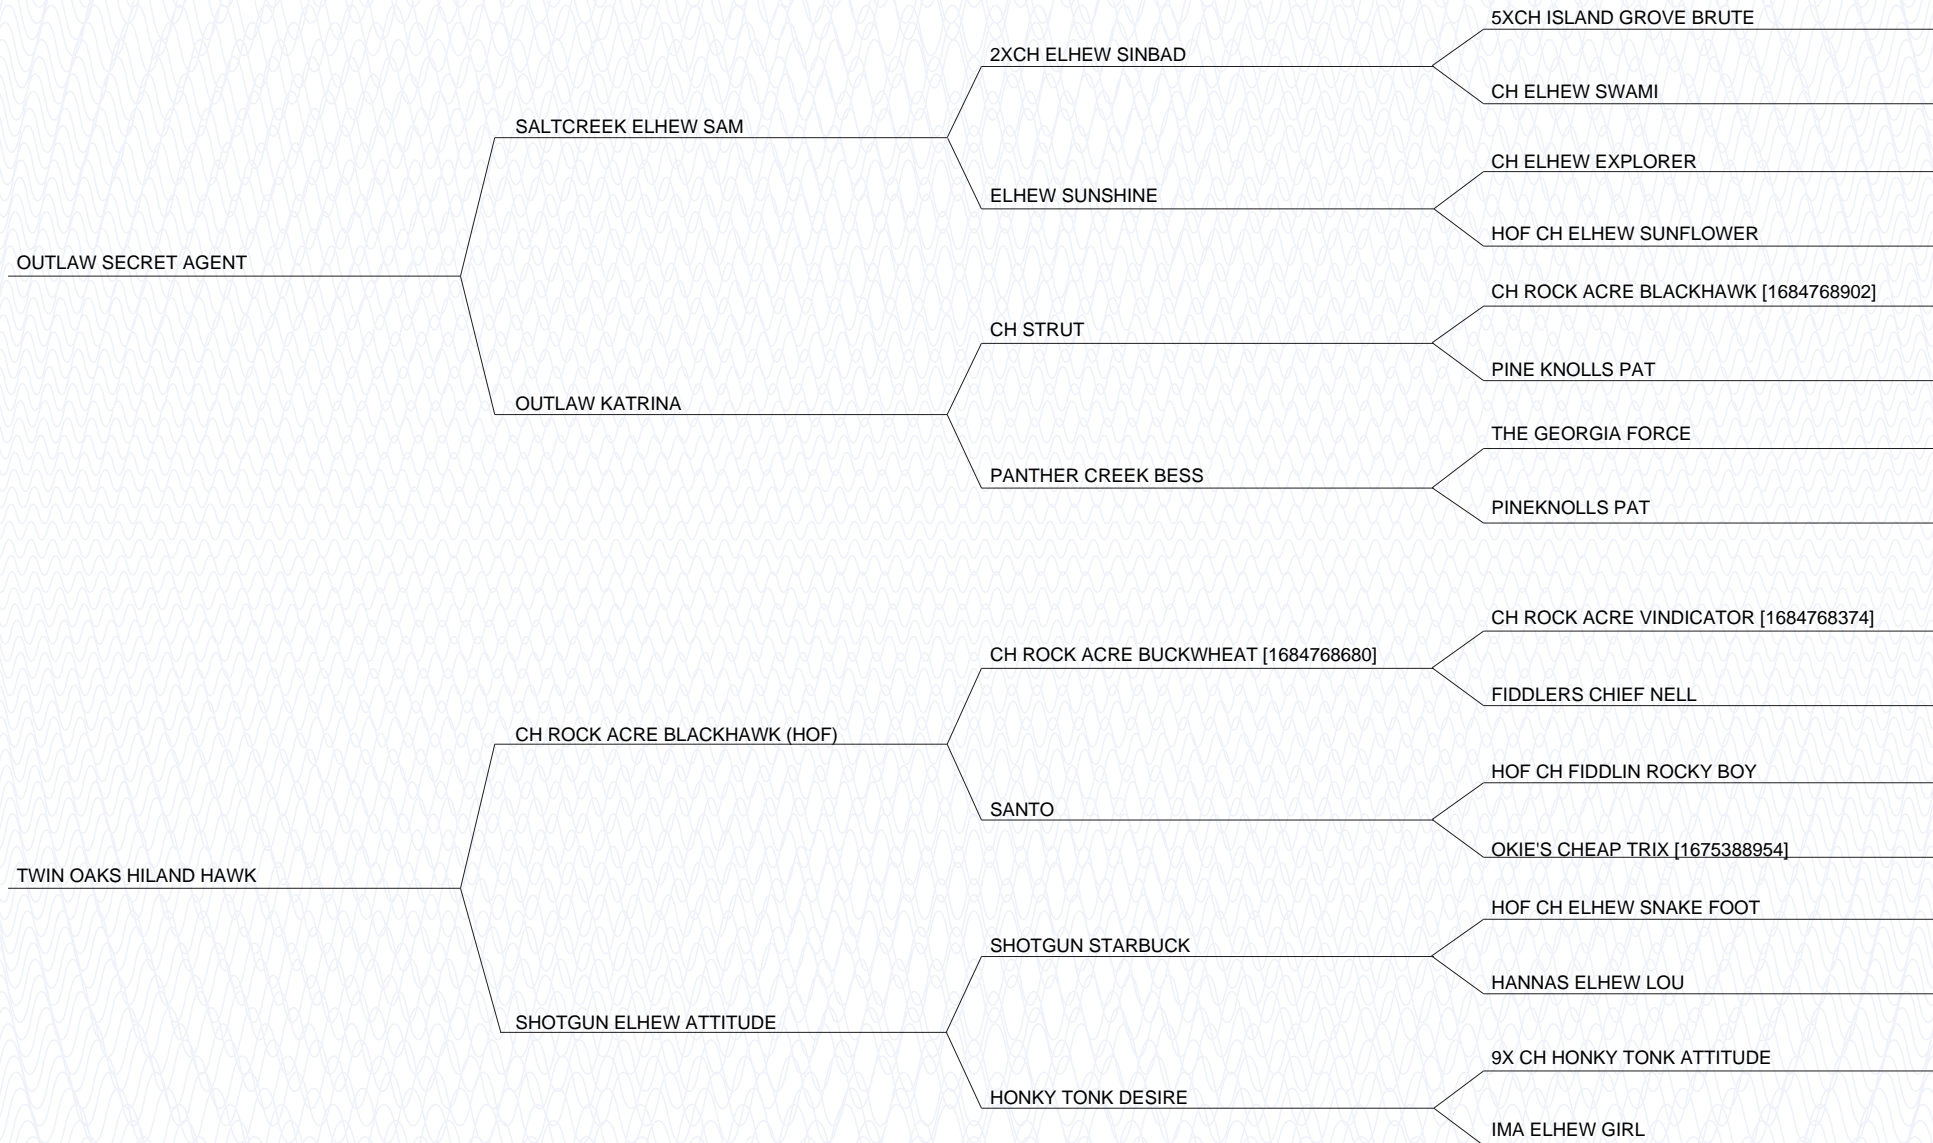 5XCH ISLAND GROVE BRUTE
2XCH ELHEW SINBAD
CH ELHEW SWAMI
SALTCREEK ELHEW SAM
CH ELHEW EXPLORER
ELHEW SUNSHINE
HOF CH ELHEW SUNFLOWER
OUTLAW SECRET AGENT
CH ROCK ACRE BLACKHAWK [1684768902]
CH STRUT
PINE KNOLLS PAT
OUTLAW KATRINA
THE GEORGIA FORCE
PANTHER CREEK BESS
PINEKNOLLS PAT
CH ROCK ACRE VINDICATOR [1684768374]
CH ROCK ACRE BUCKWHEAT [1684768680]
FIDDLERS CHIEF NELL
CH ROCK ACRE BLACKHAWK (HOF)
HOF CH FIDDLIN ROCKY BOY
SANTO
OKIE'S CHEAP TRIX [1675388954]
TWIN OAKS HILAND HAWK
HOF CH ELHEW SNAKE FOOT
SHOTGUN STARBUCK
HANNAS ELHEW LOU
SHOTGUN ELHEW ATTITUDE
9X CH HONKY TONK ATTITUDE
HONKY TONK DESIRE
IMA ELHEW GIRL